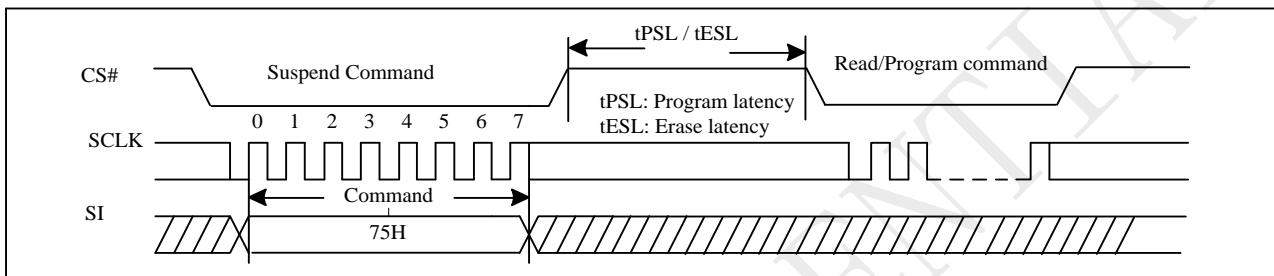 tPSL / tESL
CS#
Suspend Command
Read/Program command
tPSL: Program latency
tESL: Erase latency
0 1 2 3 4 5 6 7
SCLK
Command
SI
75H